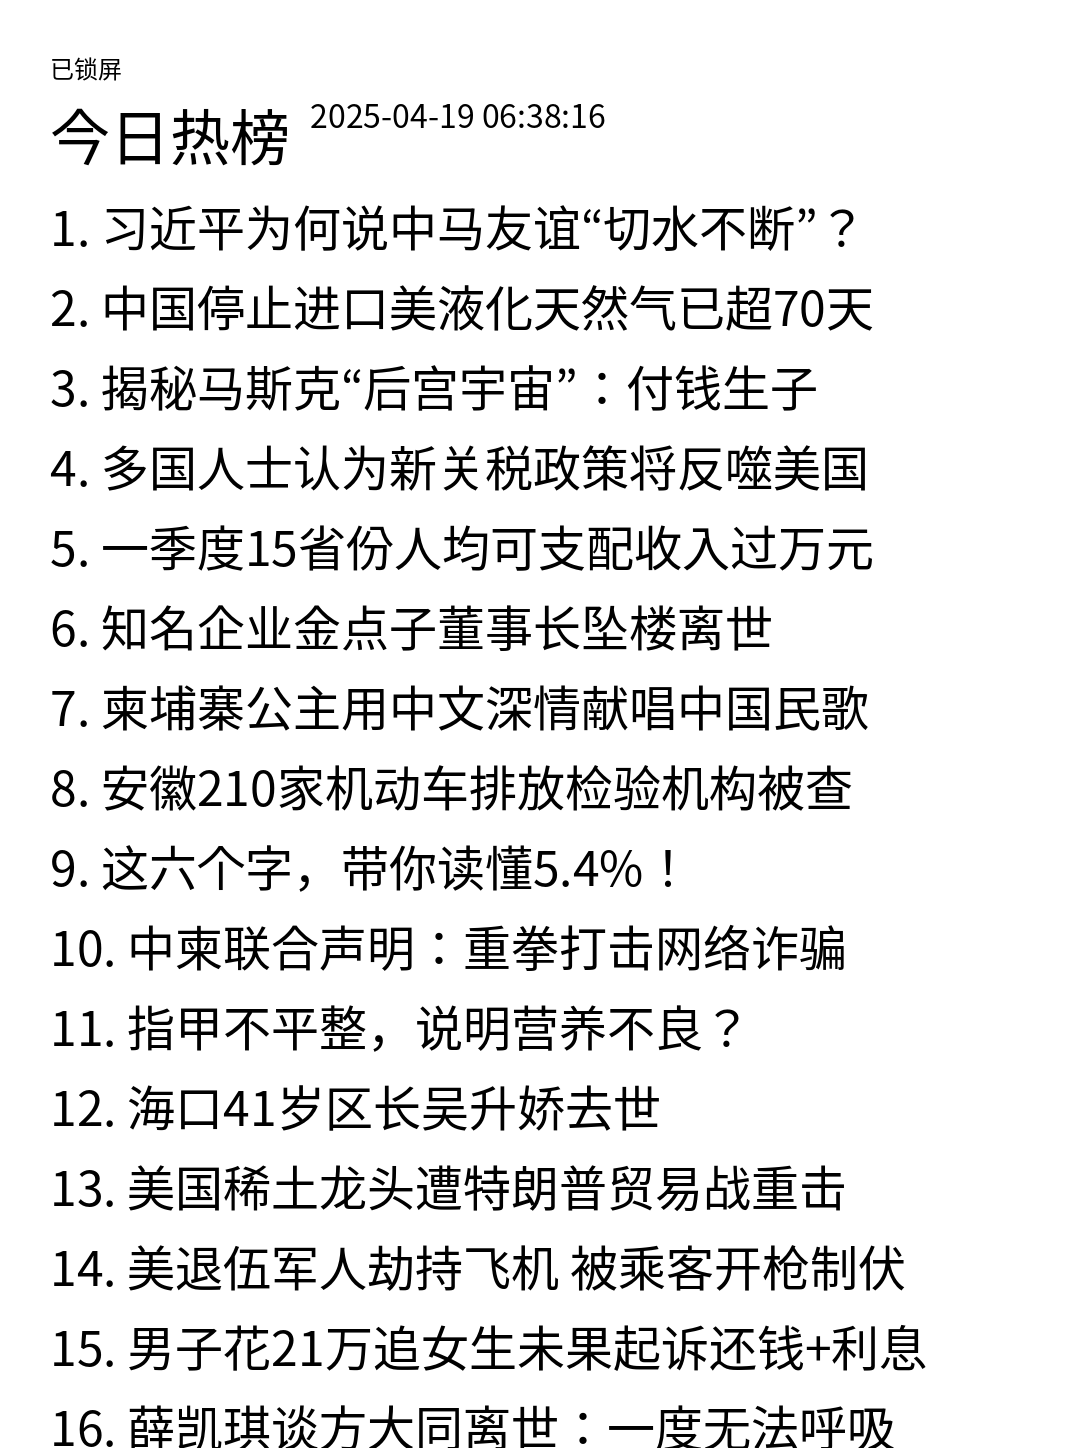 已锁屏
今日热榜 2025-04-19 06:38:16
1. 习近平为何说中马友谊“切水不断”？
2. 中国停止进口美液化天然气已超70天
3. 揭秘马斯克“后宫宇宙”：付钱生子
4. 多国人士认为新关税政策将反噬美国
5. 一季度15省份人均可支配收入过万元
6. 知名企业金点子董事长坠楼离世
7. 柬埔寨公主用中文深情献唱中国民歌
8. 安徽210家机动车排放检验机构被查
9. 这六个字，带你读懂5.4%！
10. 中柬联合声明：重拳打击网络诈骗
11. 指甲不平整，说明营养不良？
12. 海口41岁区长吴升娇去世
13. 美国稀土龙头遭特朗普贸易战重击
14. 美退伍军人劫持飞机 被乘客开枪制伏
15. 男子花21万追女生未果起诉还钱+利息
16. 薛凯琪谈方大同离世：一度无法呼吸